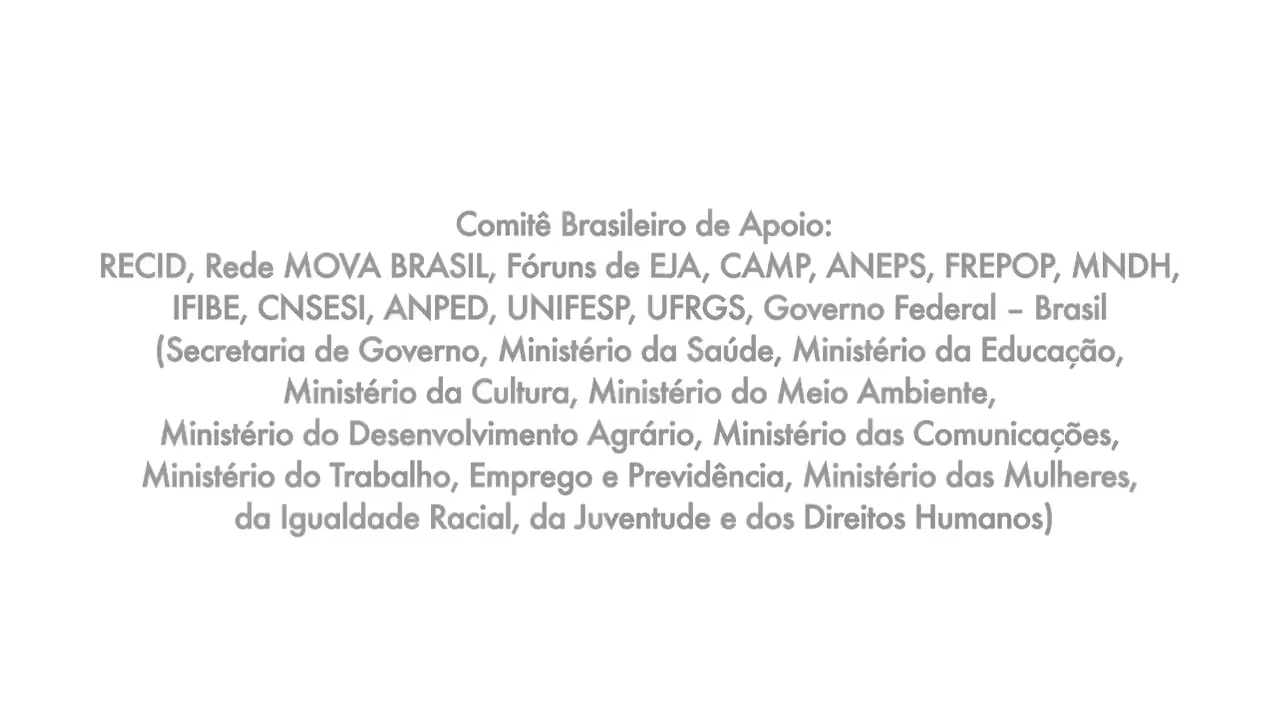 Comitê Brasileiro de Apoio:
RECID, Rede MOVA BRASIL, Fóruns de EJA, CAMP, ANEPS, FREPOP, MNDH,
IFIBE, CNSESI, ANPED, UNIFESP, UFRGS, Governo Federal – Brasil
(Secretaria de Governo, Ministério da Saúde, Ministério da Educação,
Ministério da Cultura, Ministério do Meio Ambiente,
Ministério do Desenvolvimento Agrário, Ministério das Comunicações,
Ministério do Trabalho, Emprego e Previdência, Ministério das Mulheres,
da Igualdade Racial, da Juventude e dos Direitos Humanos)